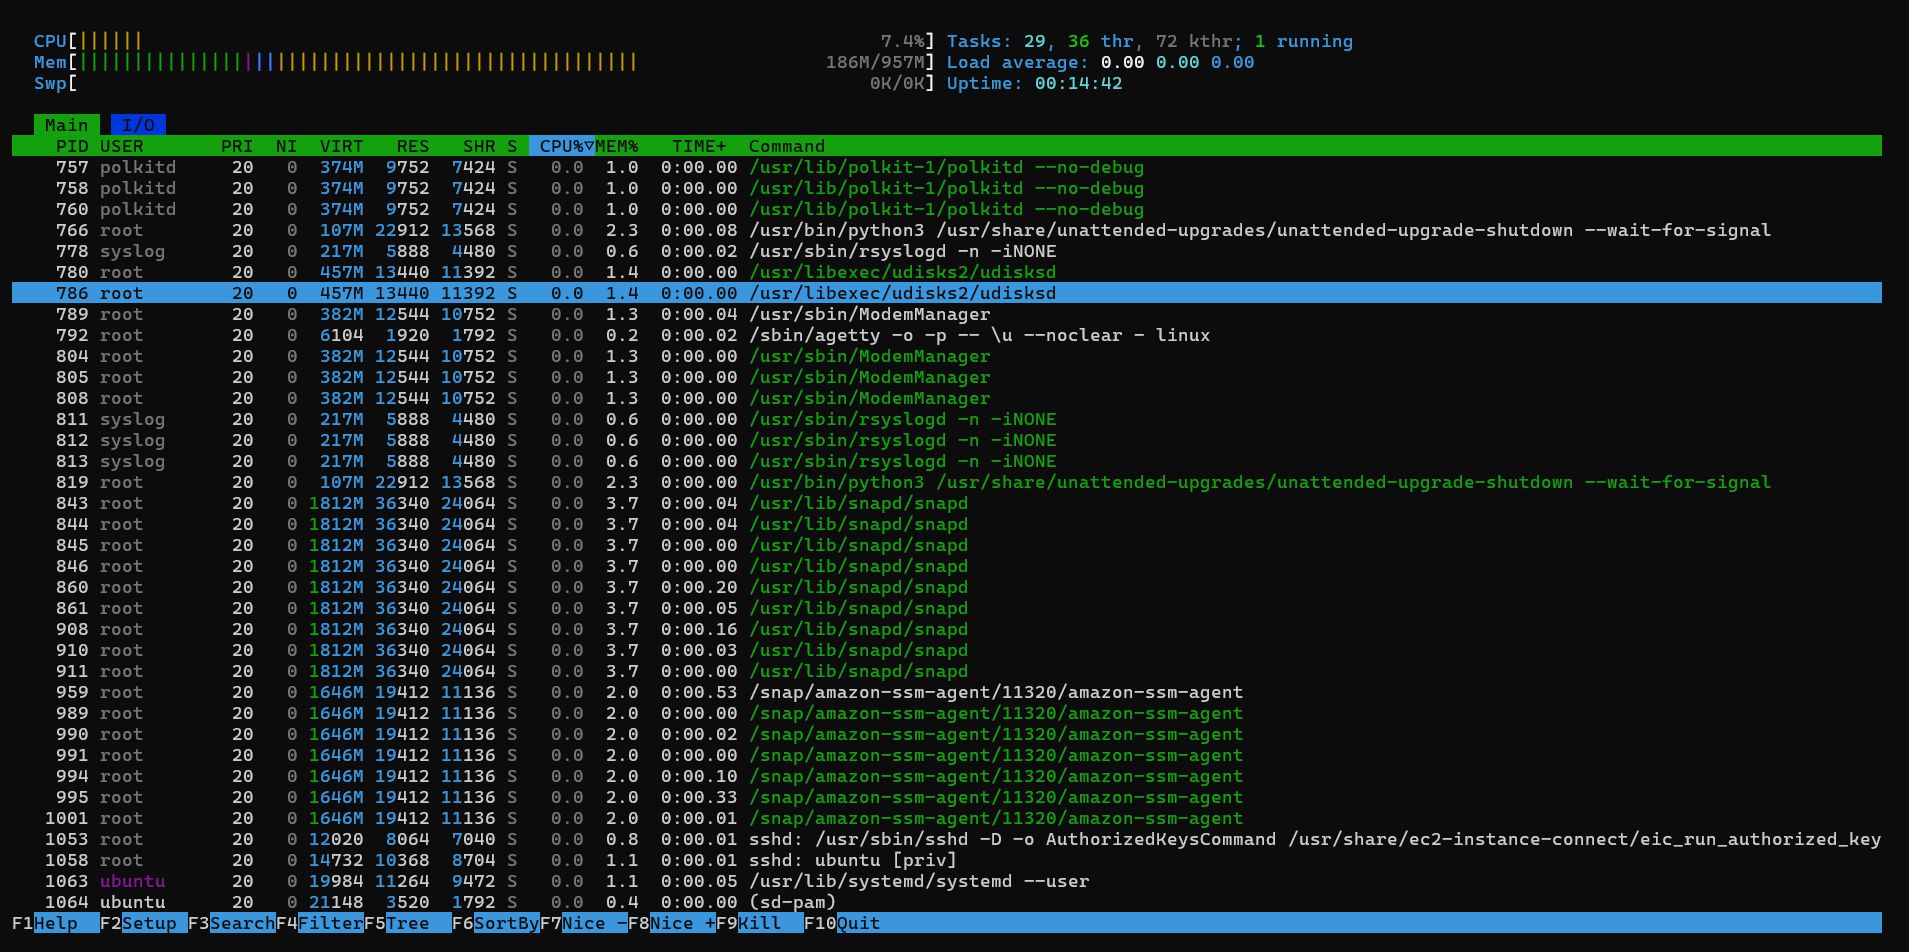 CPU[|||||| 7.4%] Tasks: 29, 36 thr, 72 kthr; 1 running
Mem[||||||||||||||||||||||||||||||||||||||||||||||||||| 186M/957M] Load average: 0.00 0.00 0.00
Swp[ 0K/0K] Uptime: 00:14:42
Main I/O
PID USER PRI NI VIRT RES SHR S CPU%▽MEM% TIME+ Command
757 polkitd 20 0 374M 9752 7424 S 0.0 1.0 0:00.00 /usr/lib/polkit-1/polkitd --no-debug
758 polkitd 20 0 374M 9752 7424 S 0.0 1.0 0:00.00 /usr/lib/polkit-1/polkitd --no-debug
760 polkitd 20 0 374M 9752 7424 S 0.0 1.0 0:00.00 /usr/lib/polkit-1/polkitd --no-debug
766 root 20 0 107M 22912 13568 S 0.0 2.3 0:00.08 /usr/bin/python3 /usr/share/unattended-upgrades/unattended-upgrade-shutdown --wait-for-signal
778 syslog 20 0 217M 5888 4480 S 0.0 0.6 0:00.02 /usr/sbin/rsyslogd -n -iNONE
780 root 20 0 457M 13440 11392 S 0.0 1.4 0:00.00 /usr/libexec/udisks2/udisksd
786 root 20 0 457M 13440 11392 S 0.0 1.4 0:00.00 /usr/libexec/udisks2/udisksd
789 root 20 0 382M 12544 10752 S 0.0 1.3 0:00.04 /usr/sbin/ModemManager
792 root 20 0 6104 1920 1792 S 0.0 0.2 0:00.02 /sbin/agetty -o -p -- \u --noclear - linux
804 root 20 0 382M 12544 10752 S 0.0 1.3 0:00.00 /usr/sbin/ModemManager
805 root 20 0 382M 12544 10752 S 0.0 1.3 0:00.00 /usr/sbin/ModemManager
808 root 20 0 382M 12544 10752 S 0.0 1.3 0:00.00 /usr/sbin/ModemManager
811 syslog 20 0 217M 5888 4480 S 0.0 0.6 0:00.00 /usr/sbin/rsyslogd -n -iNONE
812 syslog 20 0 217M 5888 4480 S 0.0 0.6 0:00.00 /usr/sbin/rsyslogd -n -iNONE
813 syslog 20 0 217M 5888 4480 S 0.0 0.6 0:00.00 /usr/sbin/rsyslogd -n -iNONE
819 root 20 0 107M 22912 13568 S 0.0 2.3 0:00.00 /usr/bin/python3 /usr/share/unattended-upgrades/unattended-upgrade-shutdown --wait-for-signal
843 root 20 0 1812M 36340 24064 S 0.0 3.7 0:00.04 /usr/lib/snapd/snapd
844 root 20 0 1812M 36340 24064 S 0.0 3.7 0:00.04 /usr/lib/snapd/snapd
845 root 20 0 1812M 36340 24064 S 0.0 3.7 0:00.00 /usr/lib/snapd/snapd
846 root 20 0 1812M 36340 24064 S 0.0 3.7 0:00.00 /usr/lib/snapd/snapd
860 root 20 0 1812M 36340 24064 S 0.0 3.7 0:00.20 /usr/lib/snapd/snapd
861 root 20 0 1812M 36340 24064 S 0.0 3.7 0:00.05 /usr/lib/snapd/snapd
908 root 20 0 1812M 36340 24064 S 0.0 3.7 0:00.16 /usr/lib/snapd/snapd
910 root 20 0 1812M 36340 24064 S 0.0 3.7 0:00.03 /usr/lib/snapd/snapd
911 root 20 0 1812M 36340 24064 S 0.0 3.7 0:00.00 /usr/lib/snapd/snapd
959 root 20 0 1646M 19412 11136 S 0.0 2.0 0:00.53 /snap/amazon-ssm-agent/11320/amazon-ssm-agent
989 root 20 0 1646M 19412 11136 S 0.0 2.0 0:00.00 /snap/amazon-ssm-agent/11320/amazon-ssm-agent
990 root 20 0 1646M 19412 11136 S 0.0 2.0 0:00.02 /snap/amazon-ssm-agent/11320/amazon-ssm-agent
991 root 20 0 1646M 19412 11136 S 0.0 2.0 0:00.00 /snap/amazon-ssm-agent/11320/amazon-ssm-agent
994 root 20 0 1646M 19412 11136 S 0.0 2.0 0:00.10 /snap/amazon-ssm-agent/11320/amazon-ssm-agent
995 root 20 0 1646M 19412 11136 S 0.0 2.0 0:00.33 /snap/amazon-ssm-agent/11320/amazon-ssm-agent
1001 root 20 0 1646M 19412 11136 S 0.0 2.0 0:00.01 /snap/amazon-ssm-agent/11320/amazon-ssm-agent
1053 root 20 0 12020 8064 7040 S 0.0 0.8 0:00.01 sshd: /usr/sbin/sshd -D -o AuthorizedKeysCommand /usr/share/ec2-instance-connect/eic_run_authorized_key
1058 root 20 0 14732 10368 8704 S 0.0 1.1 0:00.01 sshd: ubuntu [priv]
1063 ubuntu 20 0 19984 11264 9472 S 0.0 1.1 0:00.05 /usr/lib/systemd/systemd --user
1064 ubuntu 20 0 21148 3520 1792 S 0.0 0.4 0:00.00 (sd-pam)
F1Help F2Setup F3SearchF4FilterF5Tree F6SortByF7Nice -F8Nice +F9Kill F10Quit